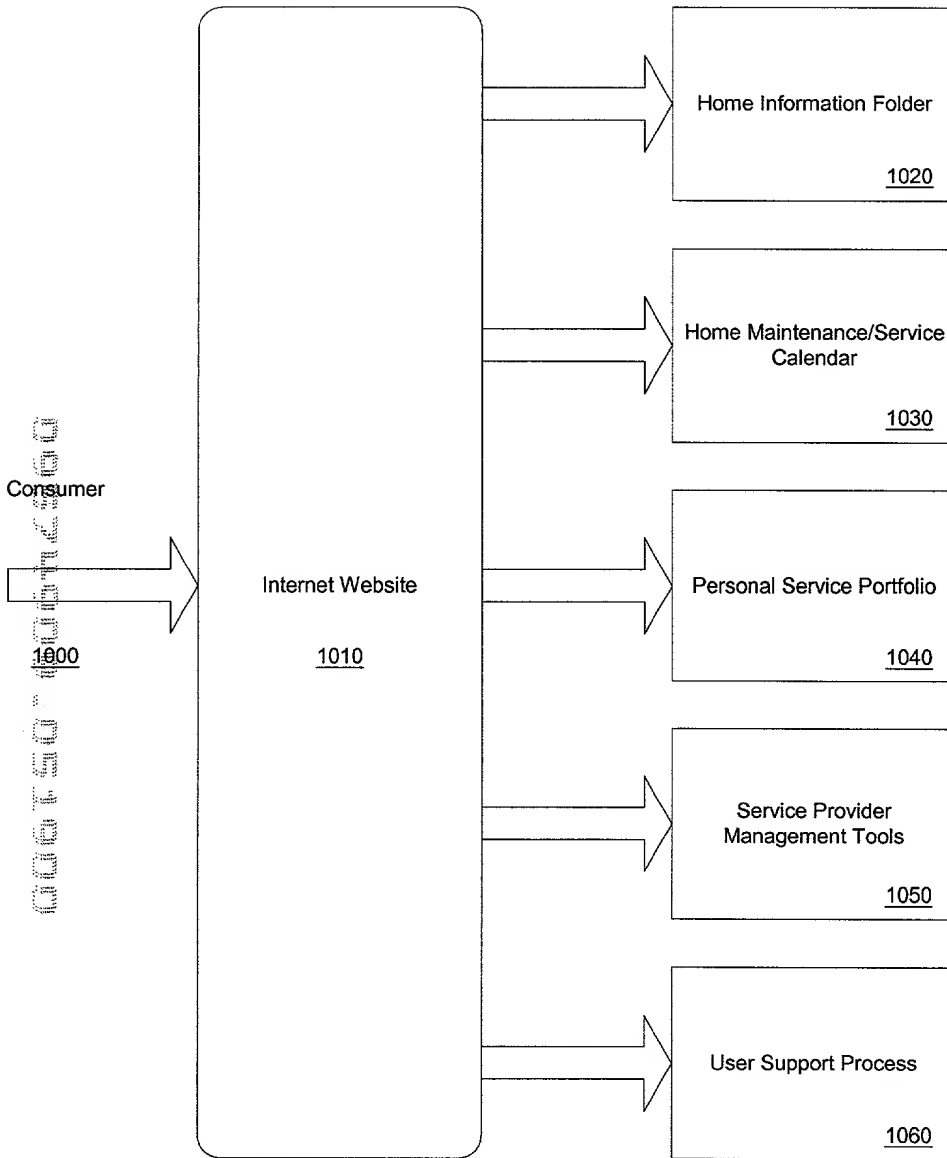 Home Information Folder
1020
Home Maintenance/Service
Calendar
1030
Consumer
1000
Internet Website
1010
Personal Service Portfolio
1040
Service Provider
Management Tools
1050
User Support Process
1060